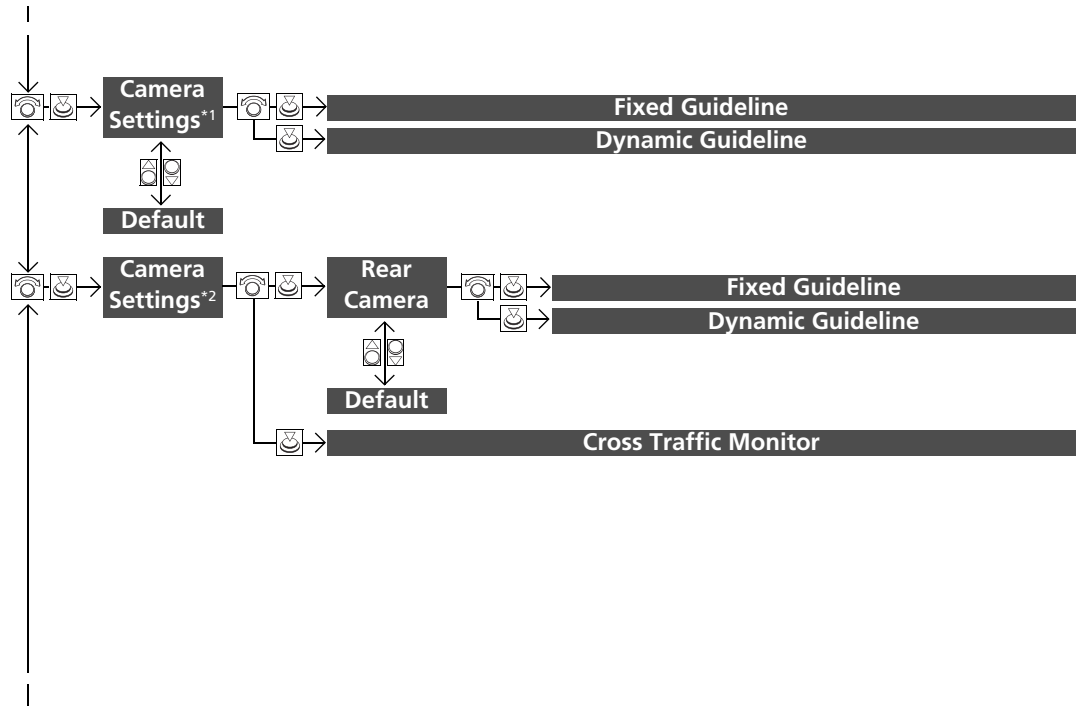 Camera
Settings*1
Fixed Guideline
Dynamic Guideline
Default
Camera
Settings*2
Rear
Camera
Fixed Guideline
Dynamic Guideline
Default
Cross Traffic Monitor